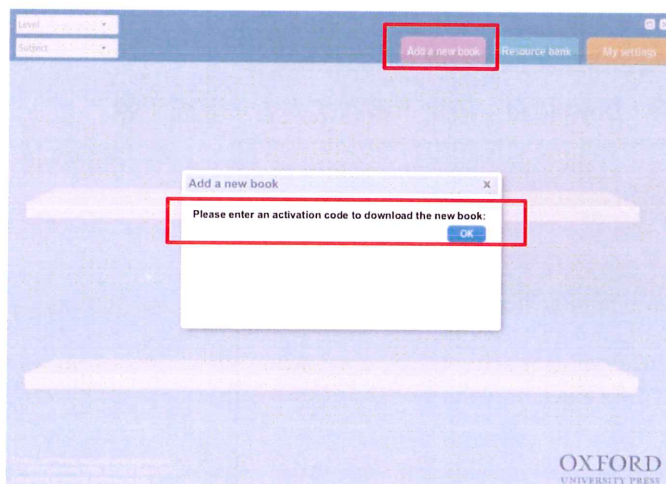 Level
Subject
Add a new book
Resource bank
My settings
Add a new book
X
Please enter an activation code to download the new book:
OK
OXFORD
UNIVERSITY PRESS